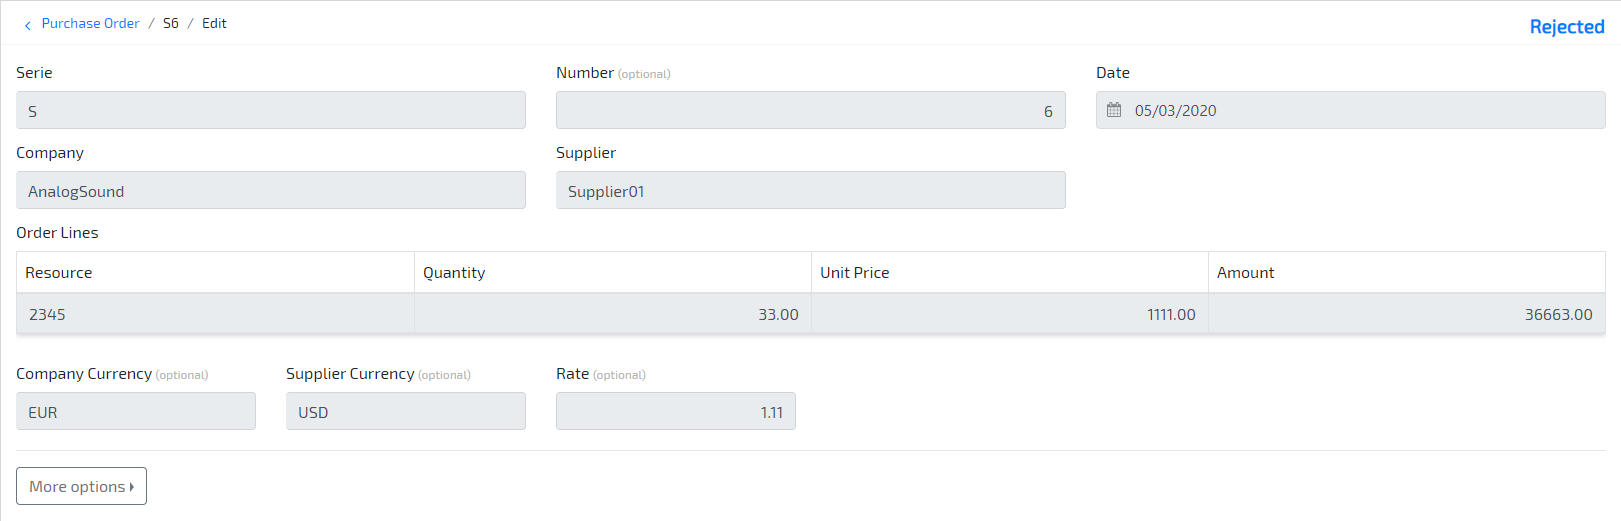 Purchase Order / S6 / Edit
Rejected
Serie
Number (optional)
Date
S
6
05/03/2020
Company
Supplier
AnalogSound
Supplier01
Order Lines
Resource
Quantity
Unit Price
Amount
2345
33.00
1111.00
36663.00
Company Currency (optional)
Supplier Currency (optional)
Rate (optional)
EUR
USD
1.11
More options